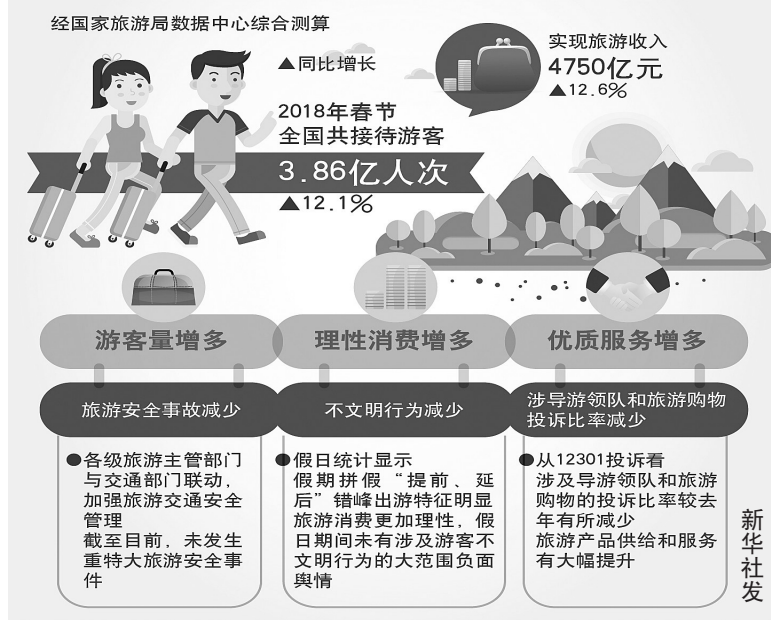 经国家旅游局数据中心综合测算
▲同比增长
实现旅游收入
4750亿元
▲12.6%
2018年春节
全国共接待游客
3.86亿人次
▲12.1%
游客量增多
理性消费增多
优质服务增多
旅游安全事故减少
不文明行为减少
涉导游领队和旅游购物
投诉比率减少
●各级旅游主管部门
与交通部门联动，
加强旅游交通安全
管理
截至目前，未发生
重特大旅游安全事
件
●假日统计显示
假期拼假“提前、延
后”错峰出游特征明显
旅游消费更加理性，假
日期间未有涉及游客不
文明行为的大范围负面
舆情
●从12301投诉看
涉及导游领队和旅游
购物的投诉比率较去
年有所减少
旅游产品供给和服务
有大幅提升
新华社发